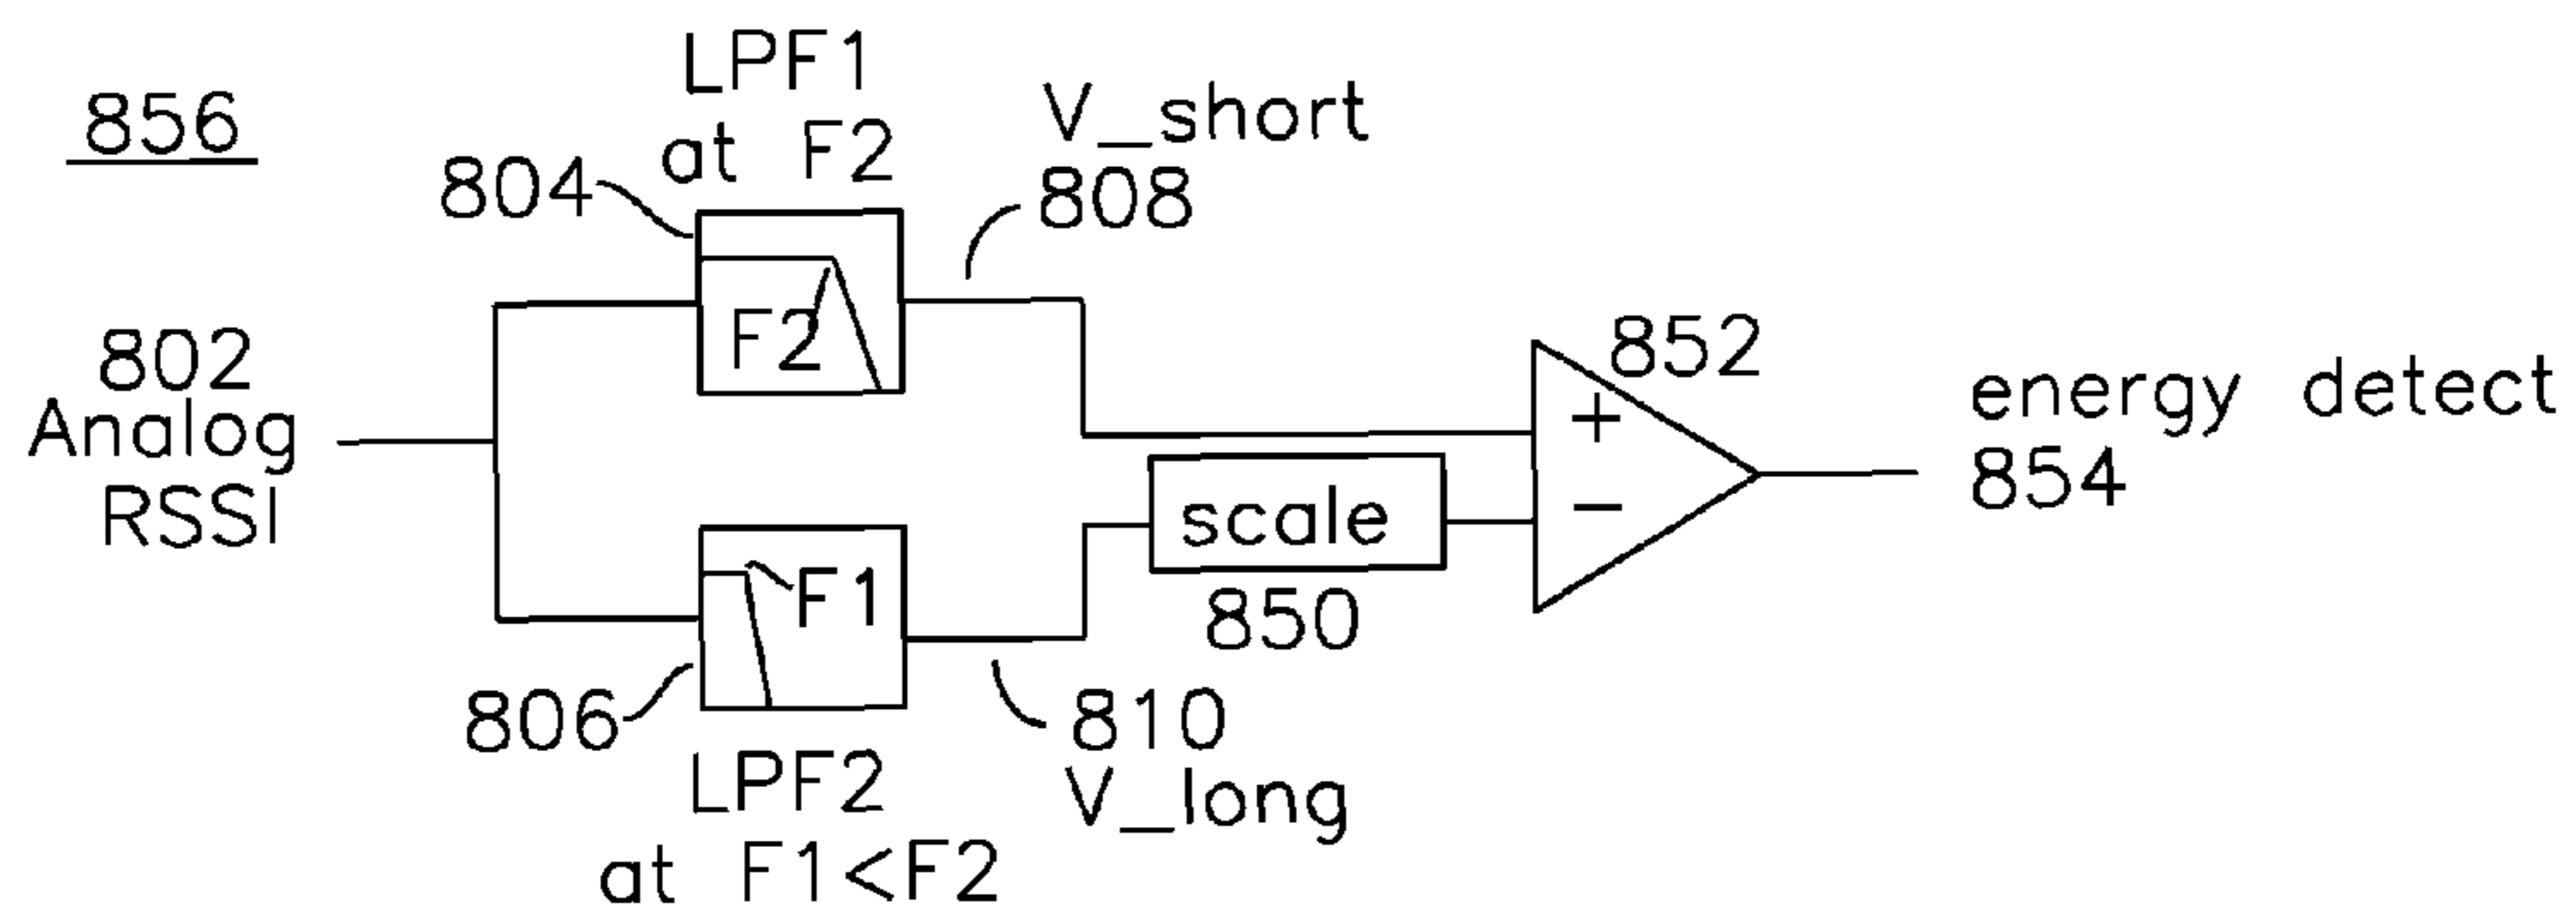 856
LPF1
at F2
804
V_short
808
F2
802
Analog
RSSI
852
+
−
energy detect
854
scale
850
F1
806
810
V_long
LPF2
at F1<F2